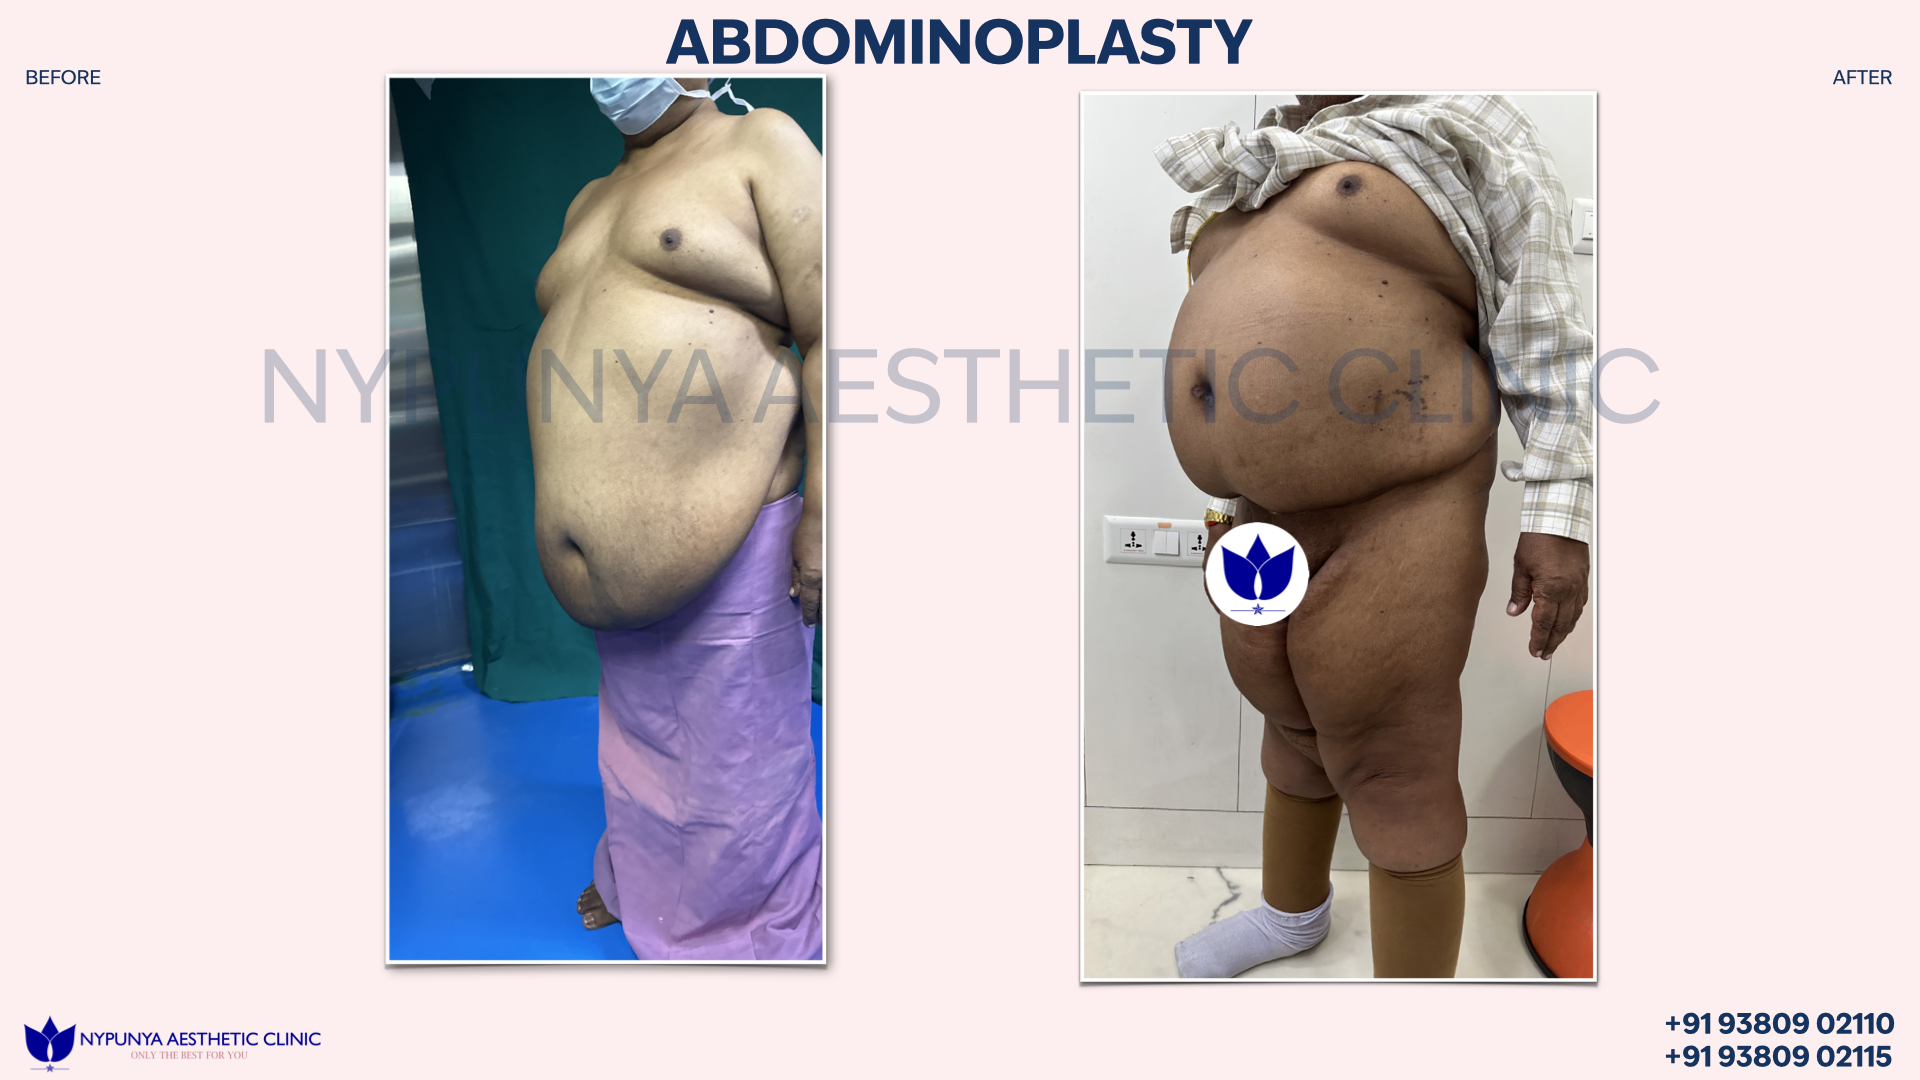 ABDOMINOPLASTY
BEFORE
AFTER
NYPUNYA AESTHETIC CLINIC
NYPUNYA AESTHETIC CLINIC
ONLY THE BEST FOR YOU
+91 93809 02110
+91 93809 02115